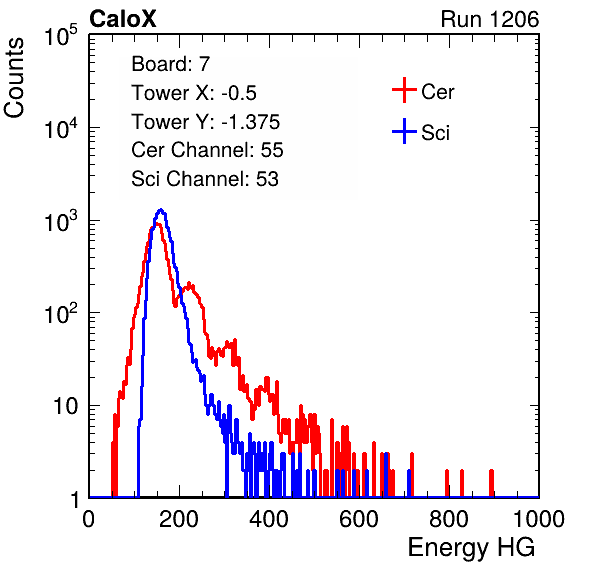 CaloX Run 1206
Counts
10^5
10^4
10^3
10^2
10
1
Board: 7
Tower X: -0.5
Tower Y: -1.375
Cer Channel: 55
Sci Channel: 53
Cer
Sci
0 200 400 600 800 1000
Energy HG